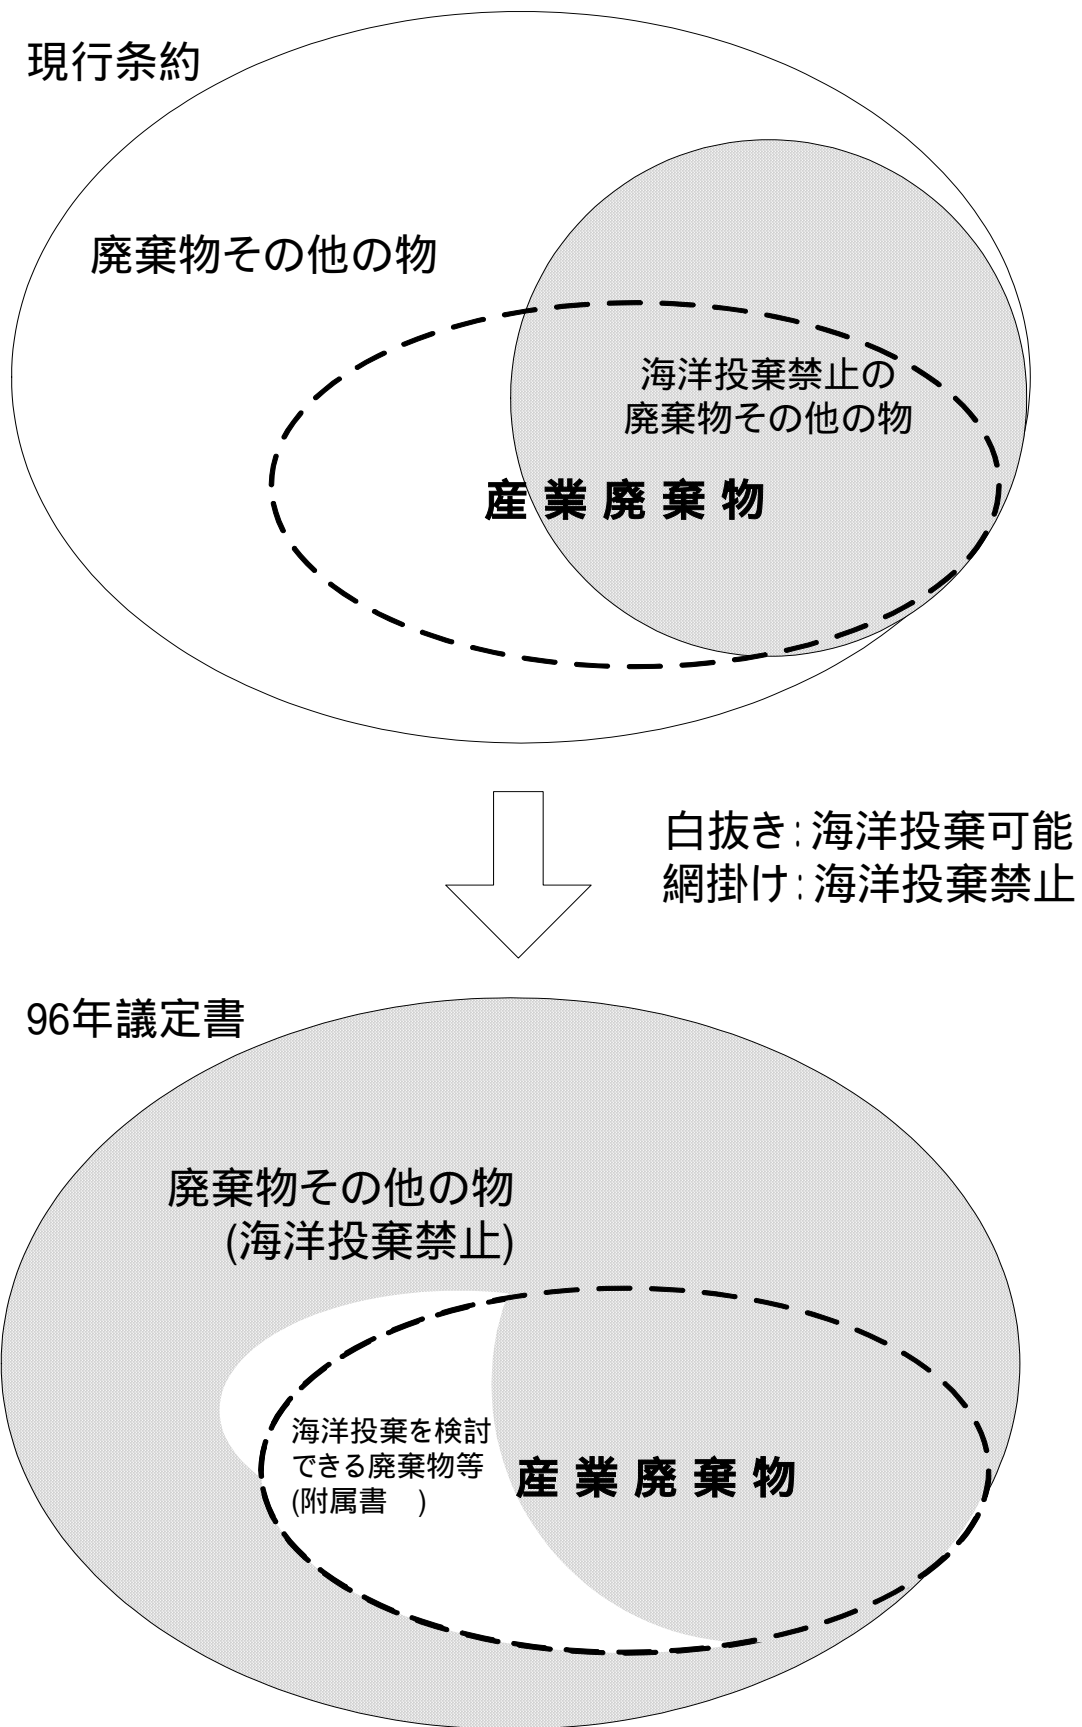 現行条約
廃棄物その他の物
海洋投棄禁止の
廃棄物その他の物
産業廃棄物
白抜き:海洋投棄可能
網掛け:海洋投棄禁止
96年議定書
廃棄物その他の物
(海洋投棄禁止)
海洋投棄を検討
できる廃棄物等
(附属書　)
産業廃棄物